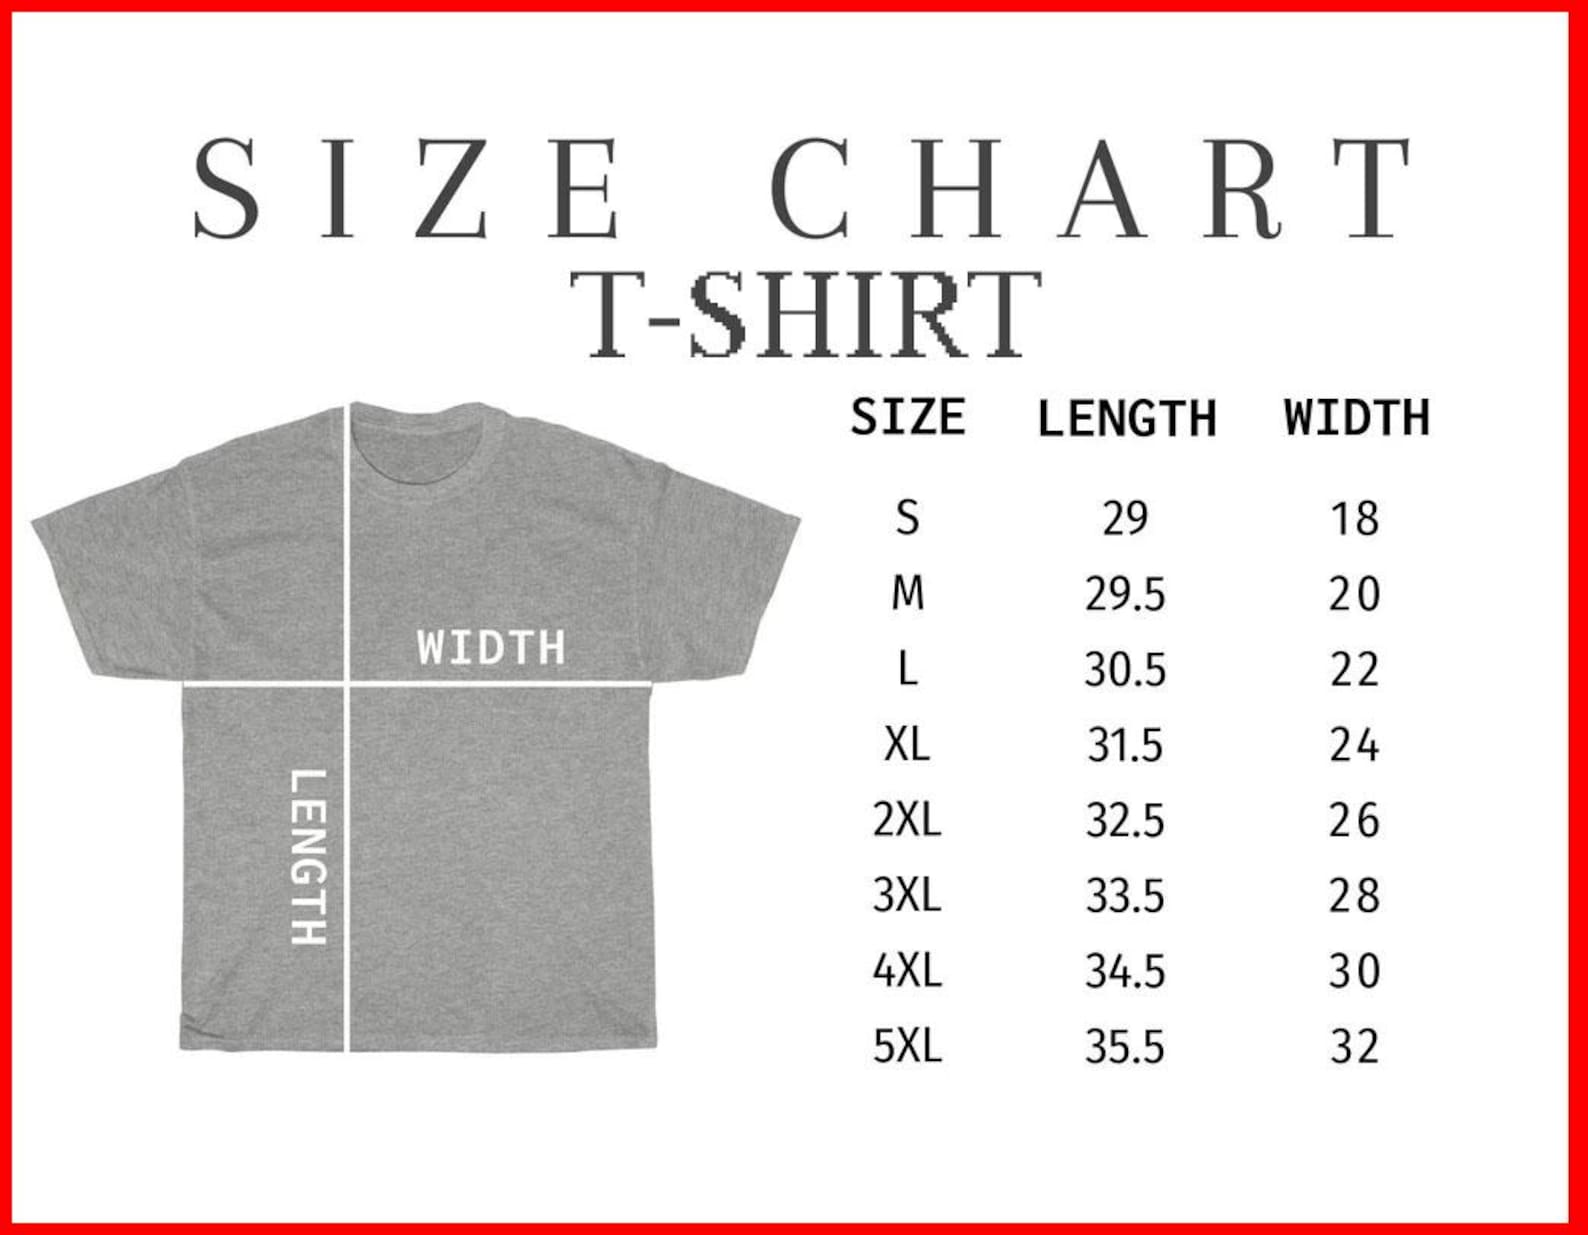 SIZE CHART
T-SHIRT
WIDTH
LENGTH
SIZE LENGTH WIDTH
S 29 18
M 29.5 20
L 30.5 22
XL 31.5 24
2XL 32.5 26
3XL 33.5 28
4XL 34.5 30
5XL 35.5 32